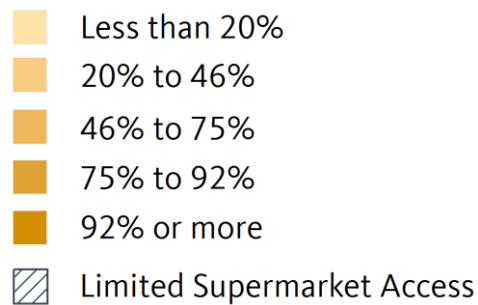 Less than 20%
20% to 46%
46% to 75%
75% to 92%
92% or more
Limited Supermarket Access